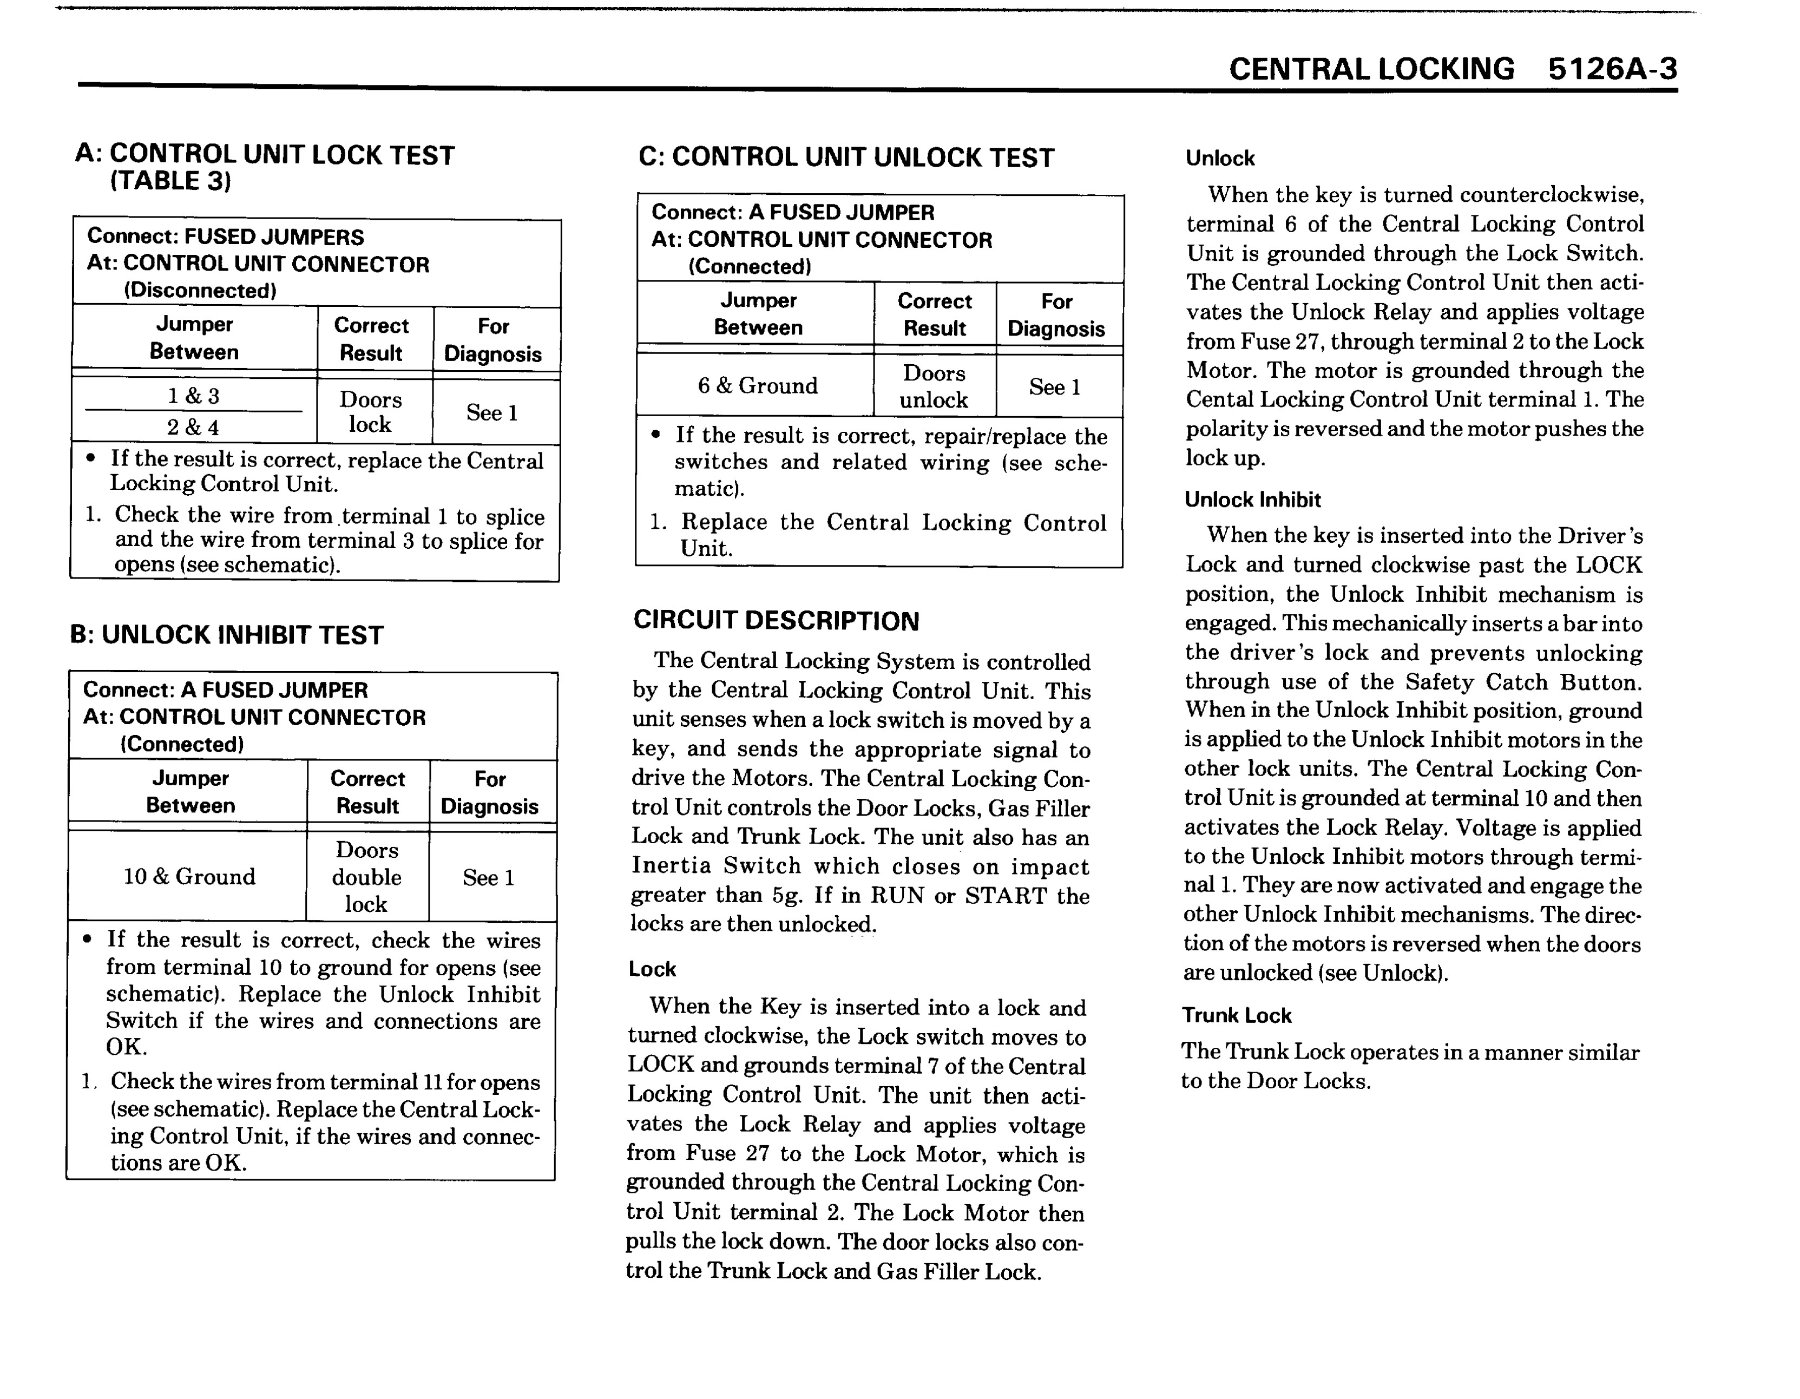 CENTRAL LOCKING 5126A-3
A: CONTROL UNIT LOCK TEST
(TABLE 3)
Connect: FUSED JUMPERS
At: CONTROL UNIT CONNECTOR
(Disconnected)
Jumper Between
Correct Result
For Diagnosis
1 & 3
2 & 4
Doors lock
See 1
• If the result is correct, replace the Central
Locking Control Unit.
1. Check the wire from terminal 1 to splice
and the wire from terminal 3 to splice for
opens (see schematic).
B: UNLOCK INHIBIT TEST
Connect: A FUSED JUMPER
At: CONTROL UNIT CONNECTOR
(Connected)
Jumper Between
Correct Result
For Diagnosis
10 & Ground
Doors
double
lock
See 1
• If the result is correct, check the wires
from terminal 10 to ground for opens (see
schematic). Replace the Unlock Inhibit
Switch if the wires and connections are
OK.
1. Check the wires from terminal 11 for opens
(see schematic). Replace the Central Lock-
ing Control Unit, if the wires and connec-
tions are OK.
C: CONTROL UNIT UNLOCK TEST
Connect: A FUSED JUMPER
At: CONTROL UNIT CONNECTOR
(Connected)
Jumper Between
Correct Result
For Diagnosis
6 & Ground
Doors
unlock
See 1
• If the result is correct, repair/replace the
switches and related wiring (see sche-
matic).
1. Replace the Central Locking Control
Unit.
CIRCUIT DESCRIPTION
The Central Locking System is controlled
by the Central Locking Control Unit. This
unit senses when a lock switch is moved by a
key, and sends the appropriate signal to
drive the Motors. The Central Locking Con-
trol Unit controls the Door Locks, Gas Filler
Lock and Trunk Lock. The unit also has an
Inertia Switch which closes on impact
greater than 5g. If in RUN or START the
locks are then unlocked.
Lock
When the Key is inserted into a lock and
turned clockwise, the Lock switch moves to
LOCK and grounds terminal 7 of the Central
Locking Control Unit. The unit then acti-
vates the Lock Relay and applies voltage
from Fuse 27 to the Lock Motor, which is
grounded through the Central Locking Con-
trol Unit terminal 2. The Lock Motor then
pulls the lock down. The door locks also con-
trol the Trunk Lock and Gas Filler Lock.
Unlock
When the key is turned counterclockwise,
terminal 6 of the Central Locking Control
Unit is grounded through the Lock Switch.
The Central Locking Control Unit then acti-
vates the Unlock Relay and applies voltage
from Fuse 27, through terminal 2 to the Lock
Motor. The motor is grounded through the
Cental Locking Control Unit terminal 1. The
polarity is reversed and the motor pushes the
lock up.
Unlock Inhibit
When the key is inserted into the Driver's
Lock and turned clockwise past the LOCK
position, the Unlock Inhibit mechanism is
engaged. This mechanically inserts a bar into
the driver's lock and prevents unlocking
through use of the Safety Catch Button.
When in the Unlock Inhibit position, ground
is applied to the Unlock Inhibit motors in the
other lock units. The Central Locking Con-
trol Unit is grounded at terminal 10 and then
activates the Lock Relay. Voltage is applied
to the Unlock Inhibit motors through termi-
nal 1. They are now activated and engage the
other Unlock Inhibit mechanisms. The direc-
tion of the motors is reversed when the doors
are unlocked (see Unlock).
Trunk Lock
The Trunk Lock operates in a manner similar
to the Door Locks.